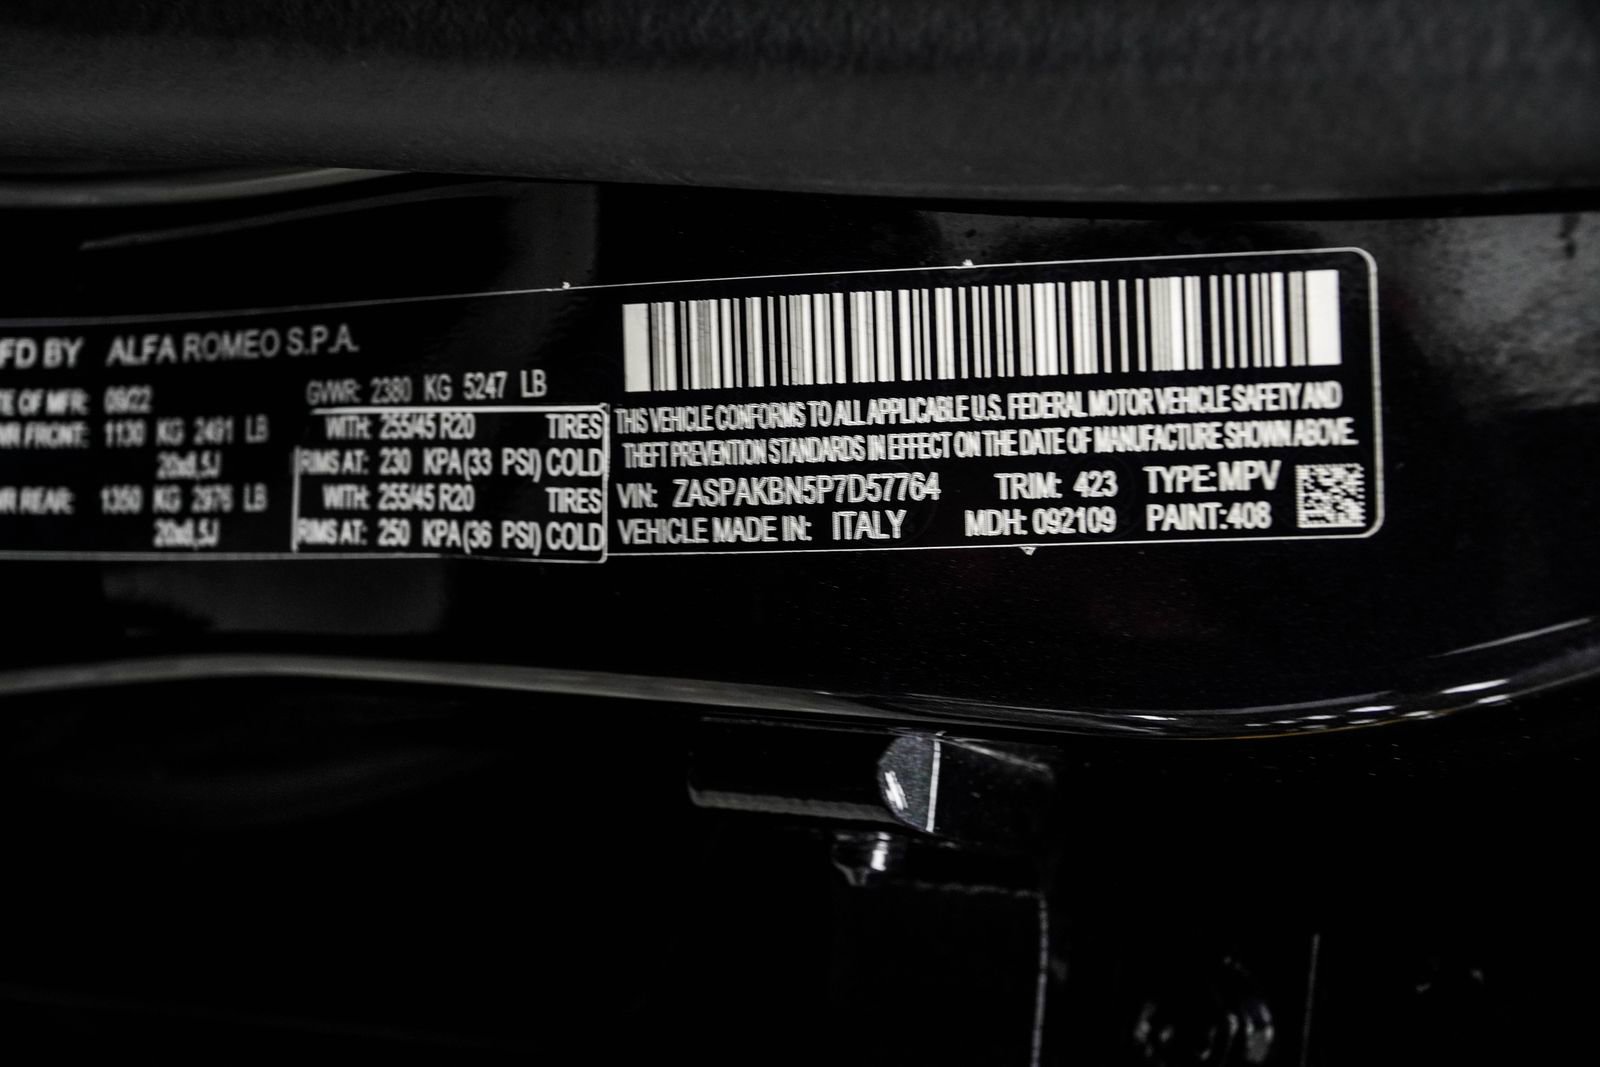 FD BY ALFA ROMEO S.P.A.
TE OF MFR: 09/22 GVWR: 2380 KG 5247 LB
WR FRONT: 1130 KG 2491 LB WITH: 255/45 R20 TIRES
20x8,5J RIMS AT: 230 KPA(33 PSI) COLD
WR REAR: 1350 KG 2976 LB WITH: 255/45 R20 TIRES
20x8,5J RIMS AT: 250 KPA(36 PSI) COLD
THIS VEHICLE CONFORMS TO ALL APPLICABLE U.S. FEDERAL MOTOR VEHICLE SAFETY AND
THEFT PREVENTION STANDARDS IN EFFECT ON THE DATE OF MANUFACTURE SHOWN ABOVE.
VIN: ZASPAKBN5P7D57764 TRIM: 423 TYPE: MPV
VEHICLE MADE IN: ITALY MDH: 092109 PAINT: 408